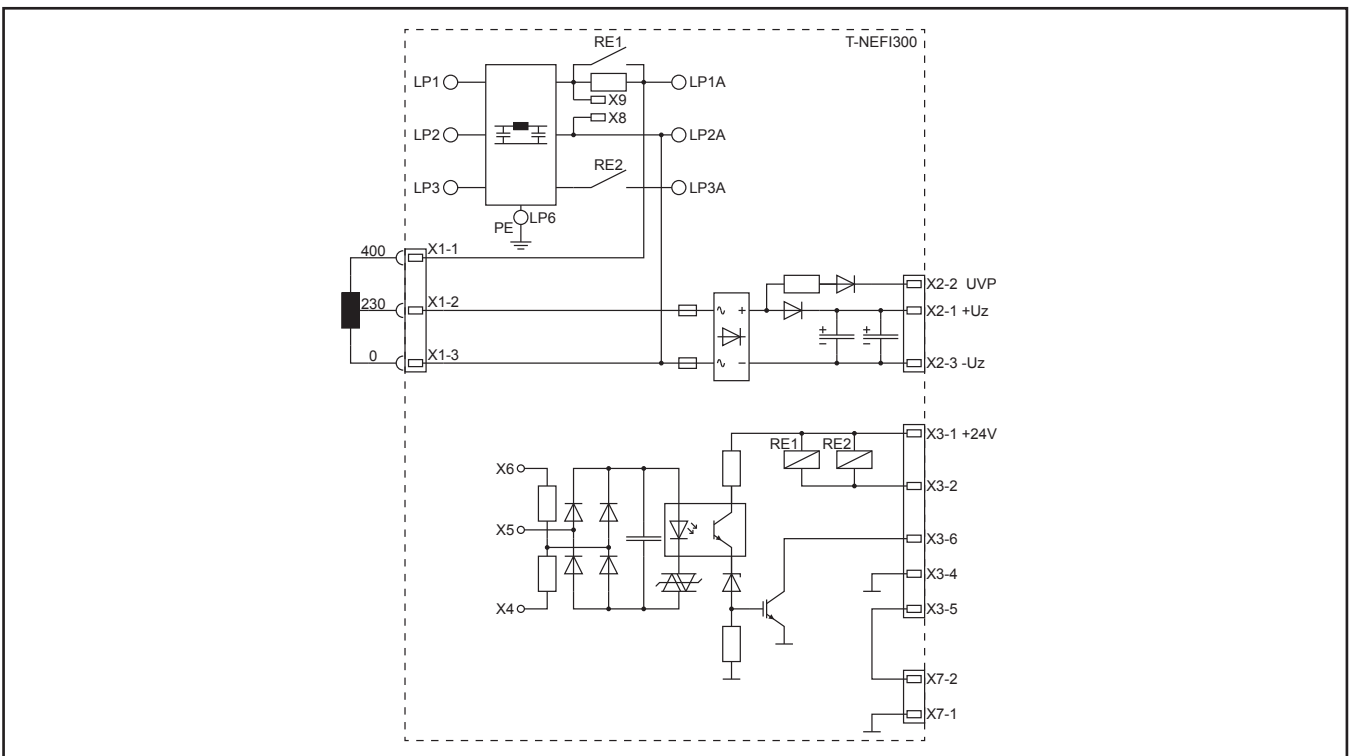 T-NEFI300
RE1
LP1
LP1A
X9
X8
LP2
LP2A
RE2
LP3
LP3A
LP6
PE
400
X1-1
230
X1-2
0
X1-3
∿ +
∿ −
+
−
+
−
X2-2 UVP
X2-1 +Uz
X2-3 -Uz
X3-1 +24V
RE1 RE2
X6
X3-2
X5
X3-6
X3-4
X4
X3-5
X7-2
X7-1